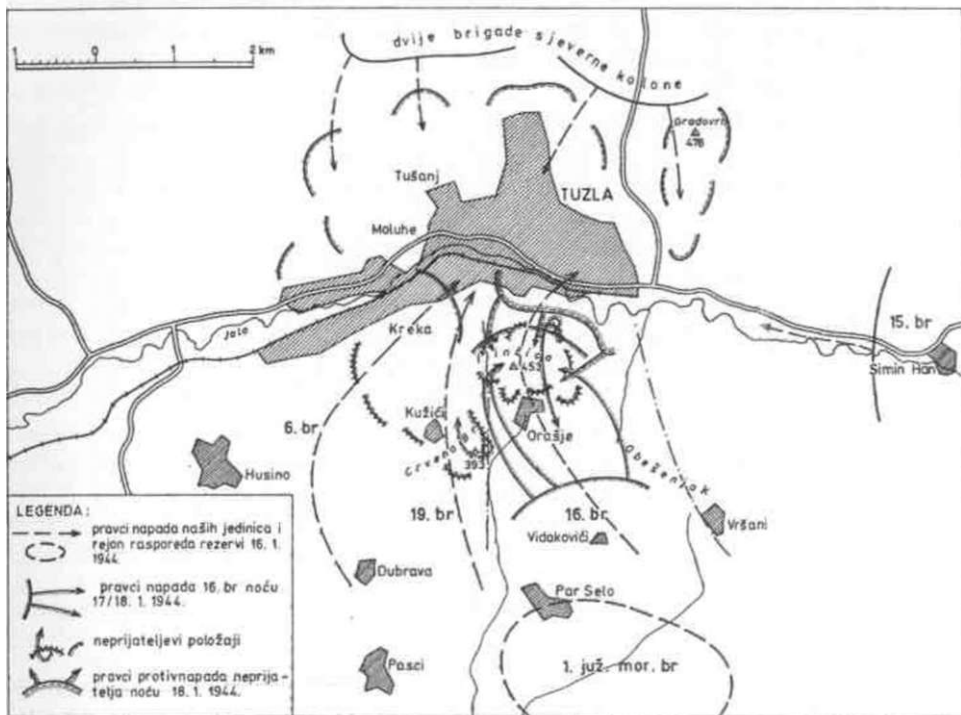 1 0 1 2 km
dvije brigade sjeverne kolone
Gradovrh
476
Tušanj
TUZLA
Moluhe
Jala
Kreka
15. br
Simin Han
453
Kužići
Orašje
6. br
Crveno
393
Obeženjak
Husino
19. br
16. br
Vršani
Vidakovići
Dubrava
Par Selo
Pasci
1. juž. mor. br
LEGENDA:
pravci napada naših jedinica i
rejon rasporeda rezervi 16. 1.
1944.
pravci napada 16. br noću
17/18. 1. 1944.
neprijateljevi položaji
pravci protivnapada neprija-
telja noću 18. 1. 1944.